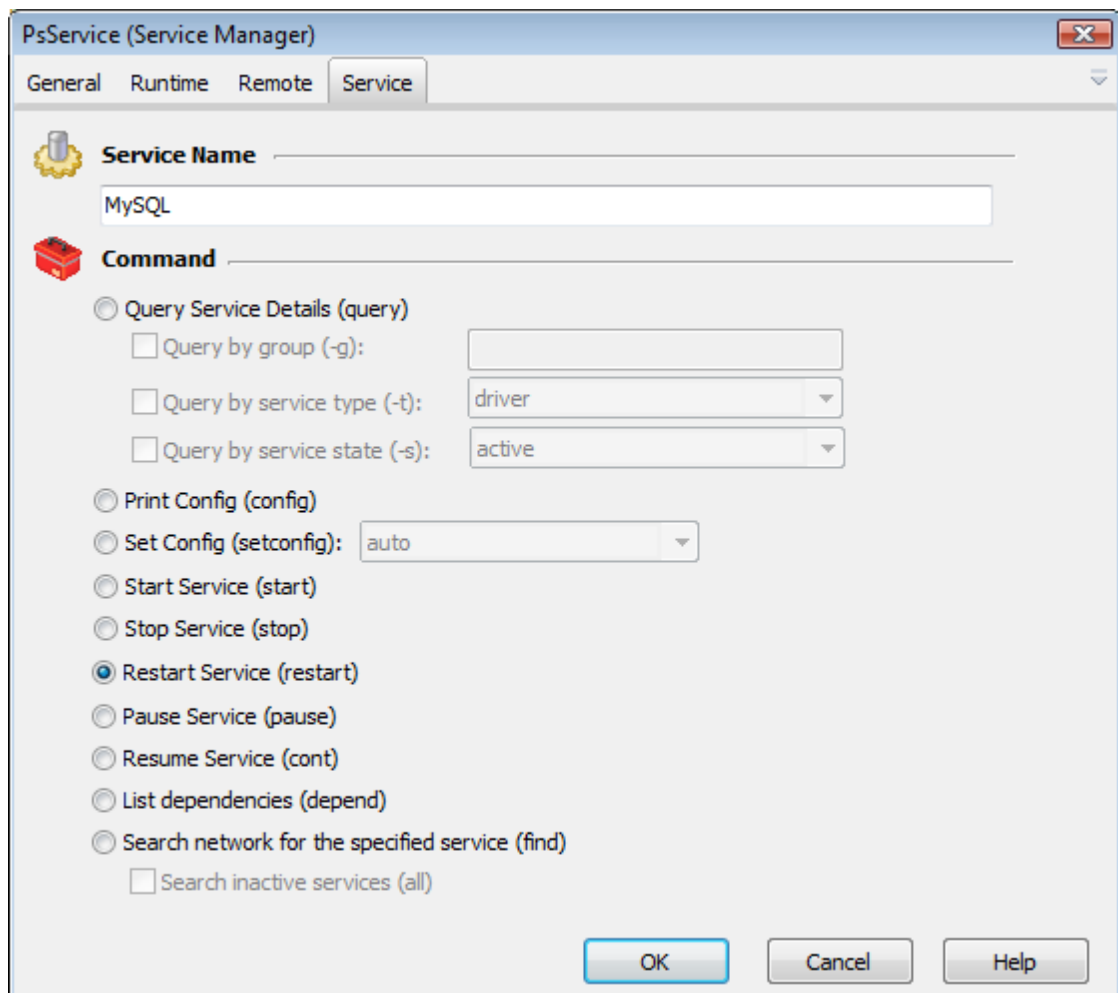 PsService (Service Manager)
General Runtime Remote Service
Service Name
MySQL
Command
Query Service Details (query)
Query by group (-g):
Query by service type (-t): driver
Query by service state (-s): active
Print Config (config)
Set Config (setconfig): auto
Start Service (start)
Stop Service (stop)
Restart Service (restart)
Pause Service (pause)
Resume Service (cont)
List dependencies (depend)
Search network for the specified service (find)
Search inactive services (all)
OK Cancel Help